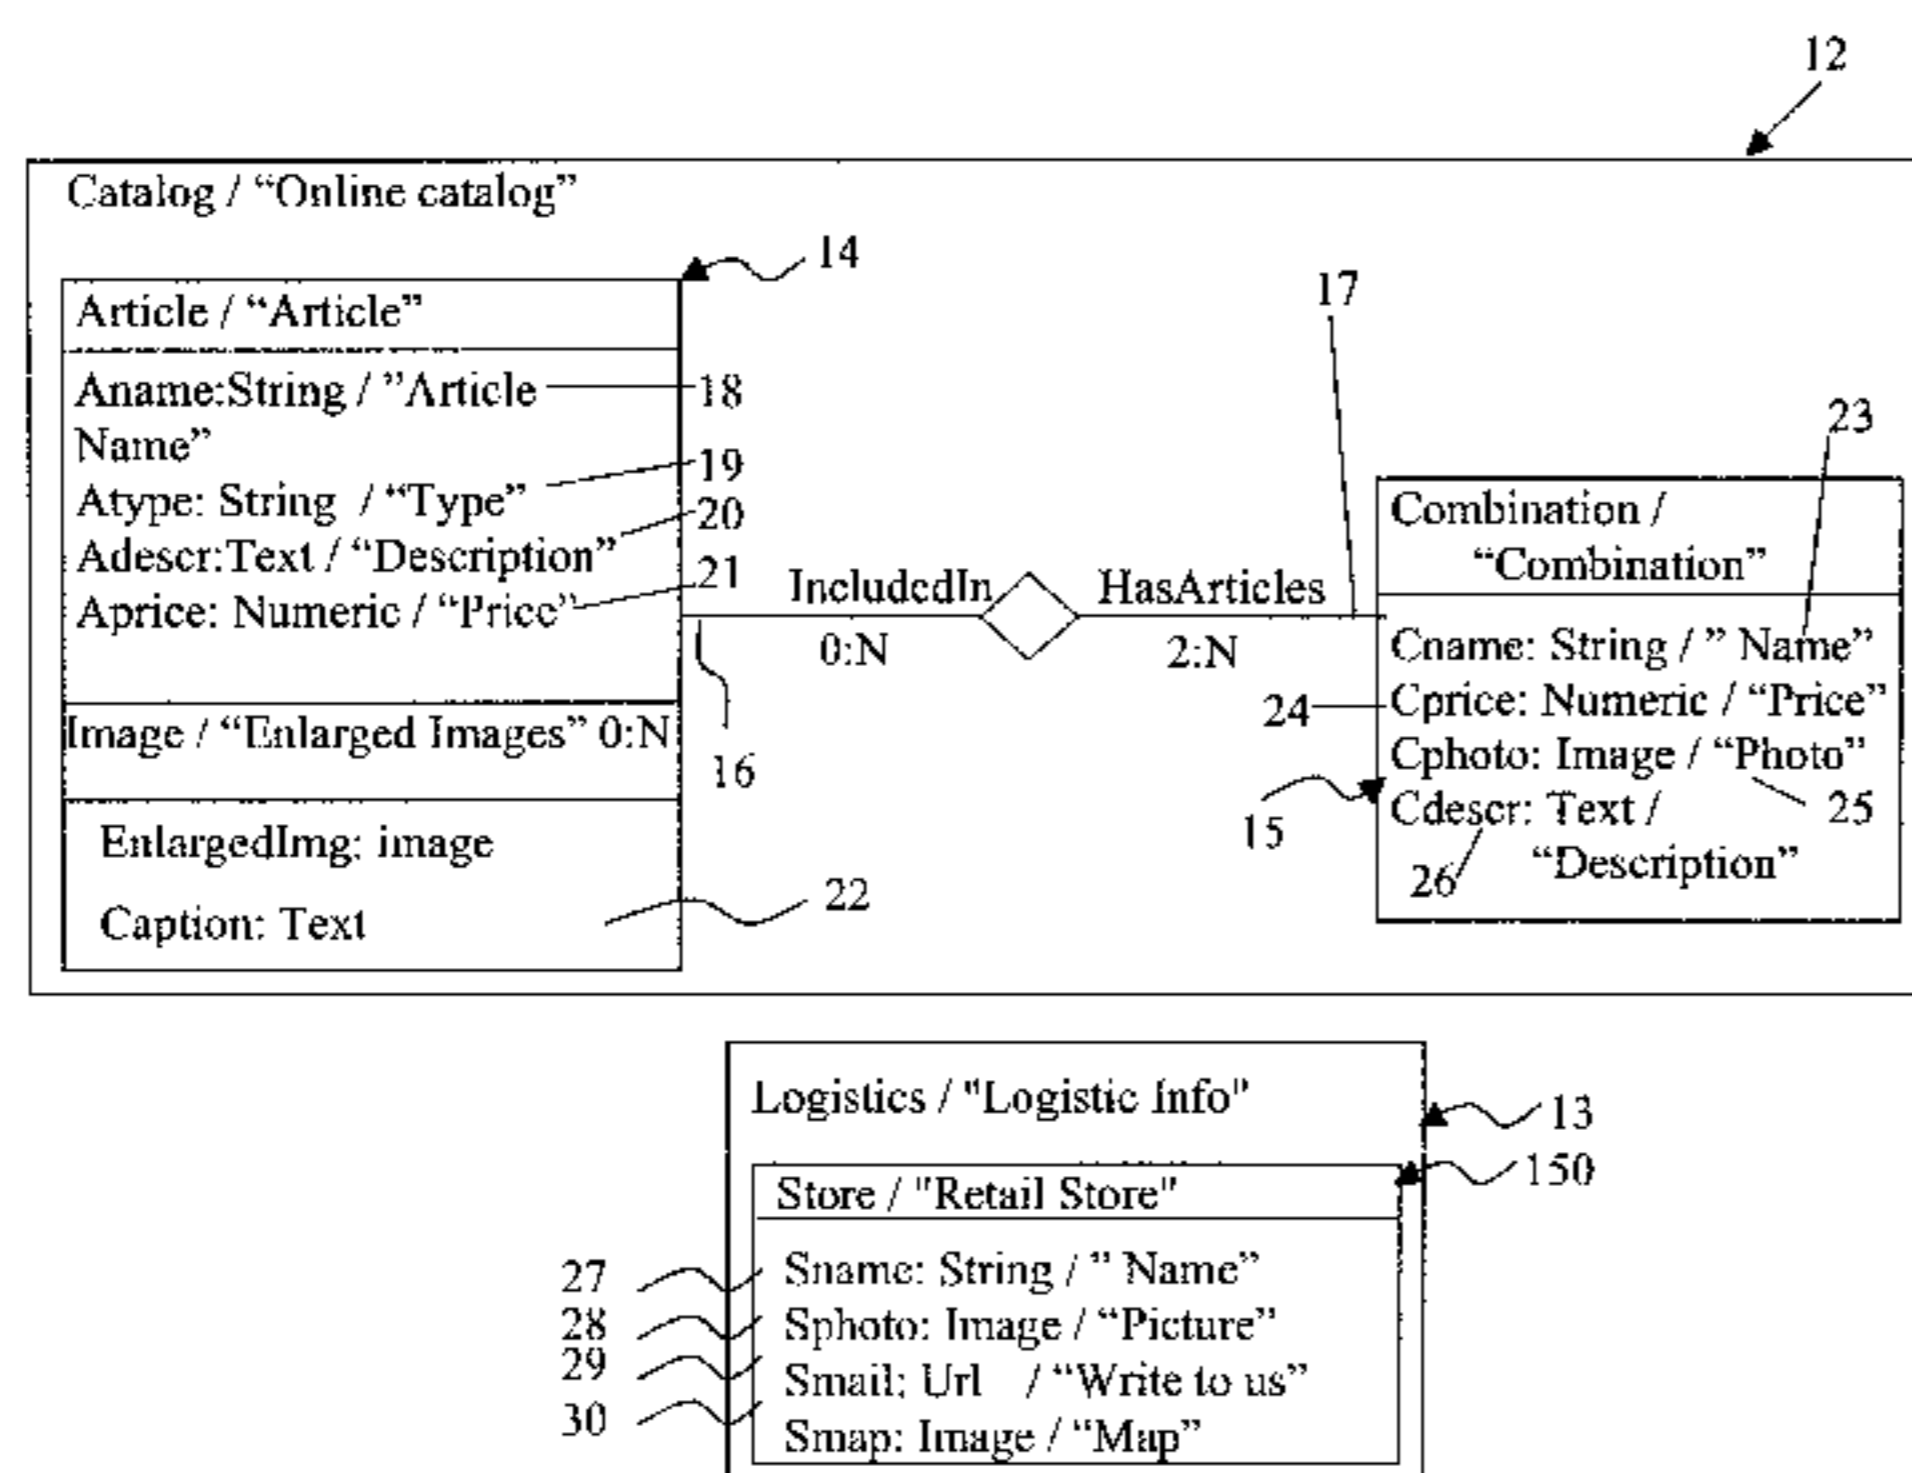 12
Catalog / “Online catalog”
14
Article / “Article”
17
Aname:String / ”Article
18
Name”
23
19
Atype: String / “Type”
20
Adescr:Text / “Description”
21
Aprice: Numeric / “Price”
IncludedIn
HasArticles
0:N
2:N
Combination /
“Combination”
Cname: String / ” Name”
24
Cprice: Numeric / “Price”
Cphoto: Image / “Photo”
15
Cdescr: Text /
25
“Description”
26
Image / “Enlarged Images” 0:N
16
EnlargedImg: image
22
Caption: Text
Logistics / "Logistic Info"
13
150
Store / "Retail Store"
27
Sname: String / ” Name”
28
Sphoto: Image / “Picture”
29
Smail: Url / “Write to us”
30
Smap: Image / “Map”